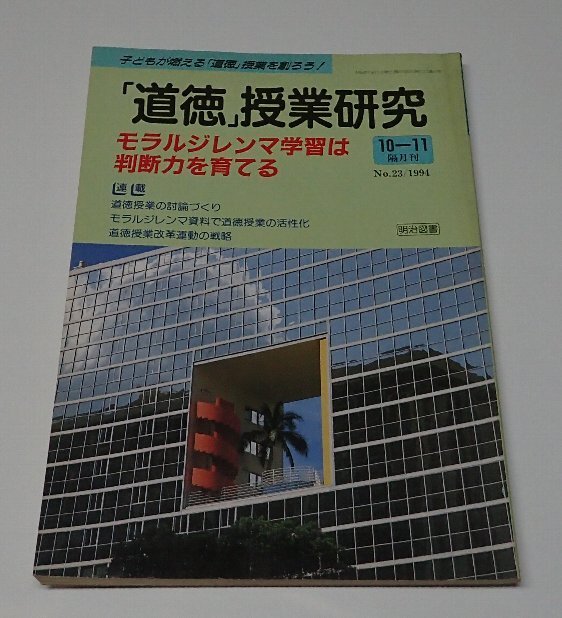 子どもが燃える「道徳」授業を創ろう！
「道徳」授業研究
モラルジレンマ学習は
判断力を育てる
10—11
隔月刊
No.23/1994
連載
道徳授業の討論づくり
モラルジレンマ資料で道徳授業の活性化
道徳授業改革運動の戦略
明治図書